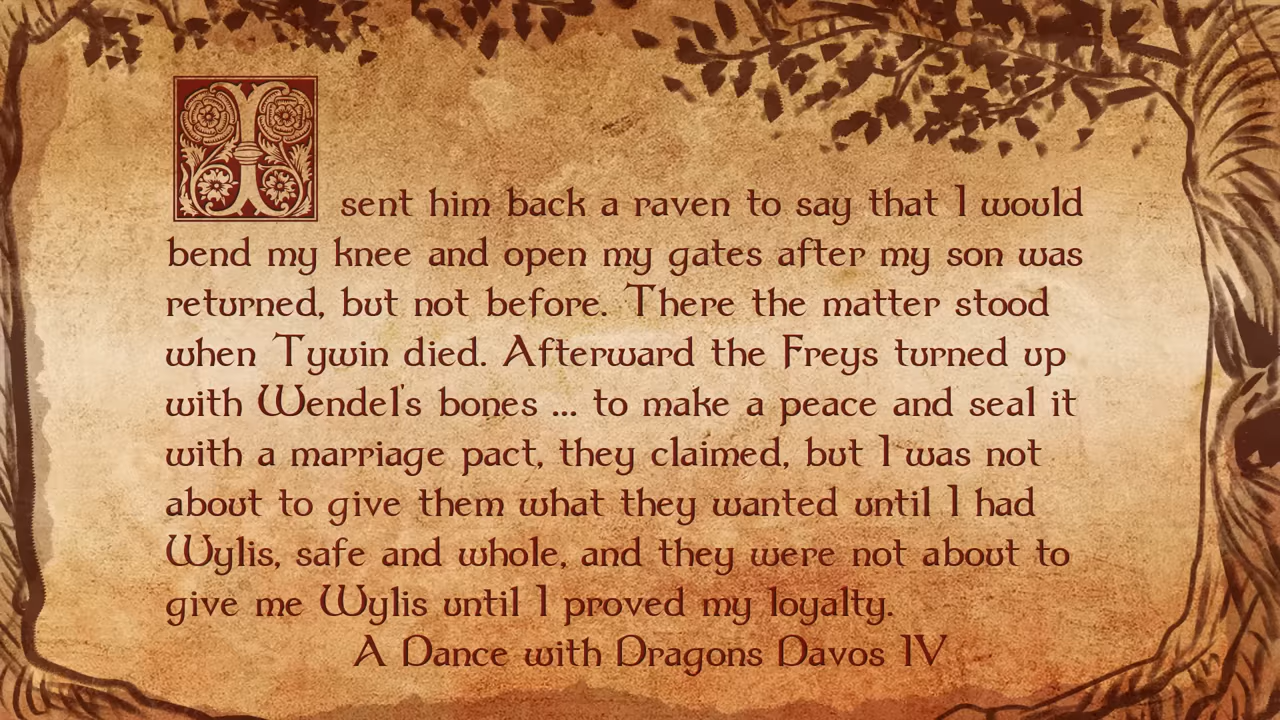 I sent him back a raven to say that I would
bend my knee and open my gates after my son was
returned, but not before. There the matter stood
when Tywin died. Afterward the Freys turned up
with Wendel's bones ... to make a peace and seal it
with a marriage pact, they claimed, but I was not
about to give them what they wanted until I had
Wylis, safe and whole, and they were not about to
give me Wylis until I proved my loyalty.
A Dance with Dragons Davos IV